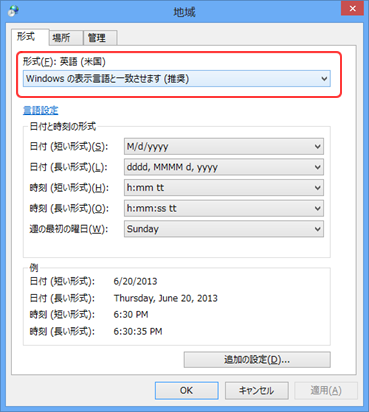 地域
形式 場所 管理
形式(F): 英語 (米国)
Windows の表示言語と一致させます (推奨)
言語設定
日付と時刻の形式
日付 (短い形式)(S): M/d/yyyy
日付 (長い形式)(L): dddd, MMMM d, yyyy
時刻 (短い形式)(H): h:mm tt
時刻 (長い形式)(O): h:mm:ss tt
週の最初の曜日(W): Sunday
例
日付 (短い形式): 6/20/2013
日付 (長い形式): Thursday, June 20, 2013
時刻 (短い形式): 6:30 PM
時刻 (長い形式): 6:30:35 PM
追加の設定(D)...
OK キャンセル 適用(A)